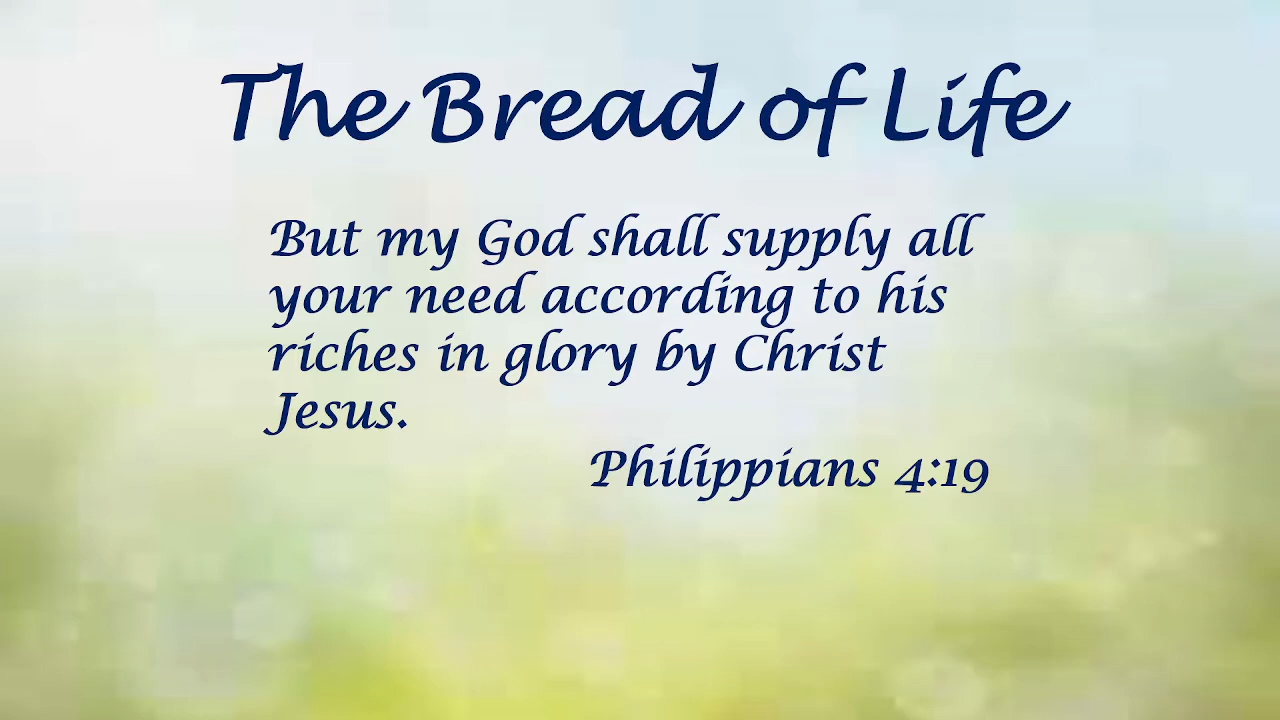 The Bread of Life
But my God shall supply all
your need according to his
riches in glory by Christ
Jesus.
Philippians 4:19